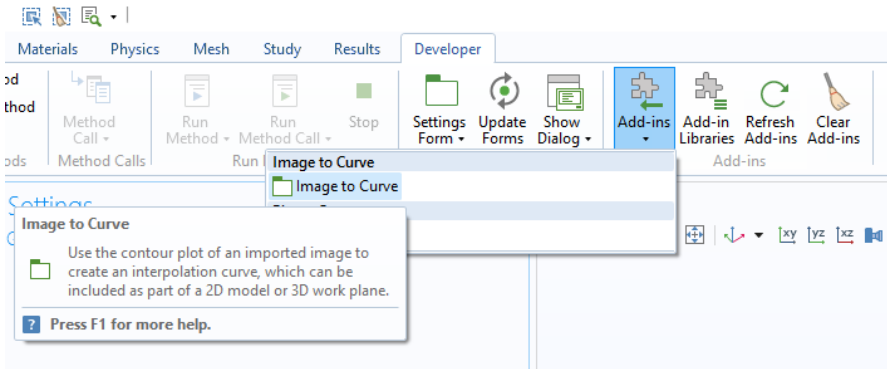 Materials Physics Mesh Study Results Developer
Method Run Run Stop Settings Update Show Add-ins Add-in Refresh Clear
Call Method Method Call Form Forms Dialog Libraries Add-ins Add-ins
Method Calls Add-ins
Image to Curve
Image to Curve
Settings
Image to Curve
xy yz xz
Use the contour plot of an imported image to
create an interpolation curve, which can be
included as part of a 2D model or 3D work plane.
? Press F1 for more help.